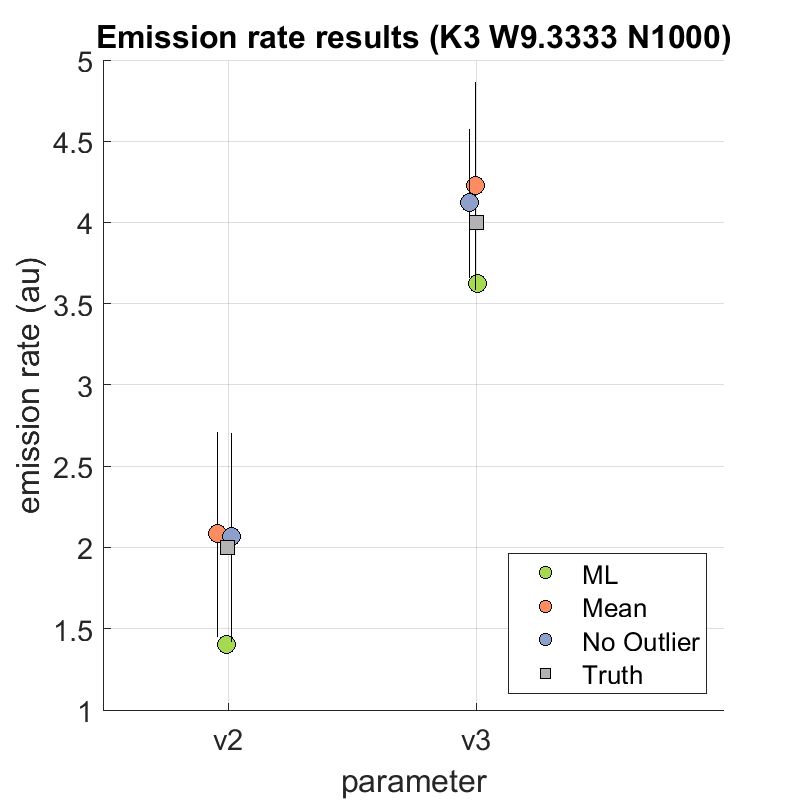 Emission rate results (K3 W9.3333 N1000)
5
4.5
4
3.5
3
2.5
2
1.5
1
emission rate (au)
v2 v3
parameter
ML
Mean
No Outlier
Truth